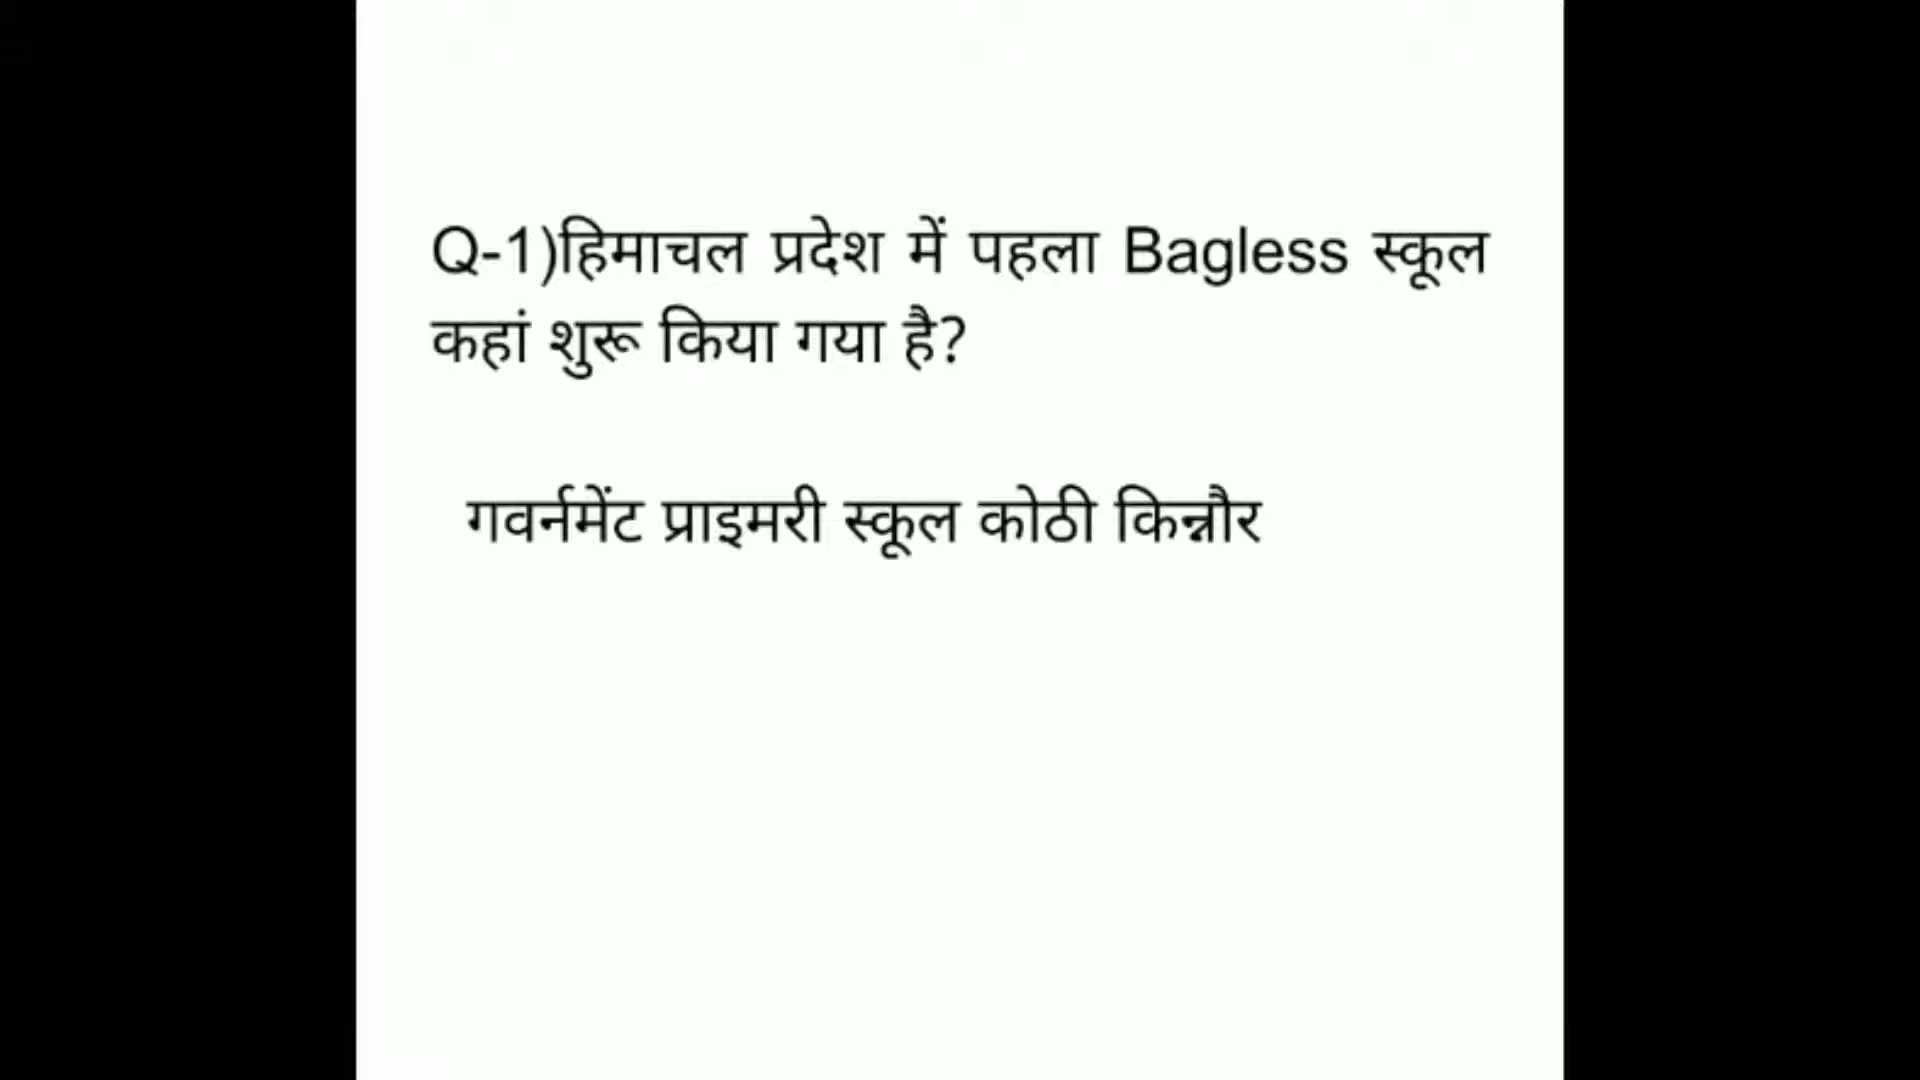 Q-1)हिमाचल प्रदेश में पहला Bagless स्कूल
कहां शुरू किया गया है?
गवर्नमेंट प्राइमरी स्कूल कोठी किन्नौर